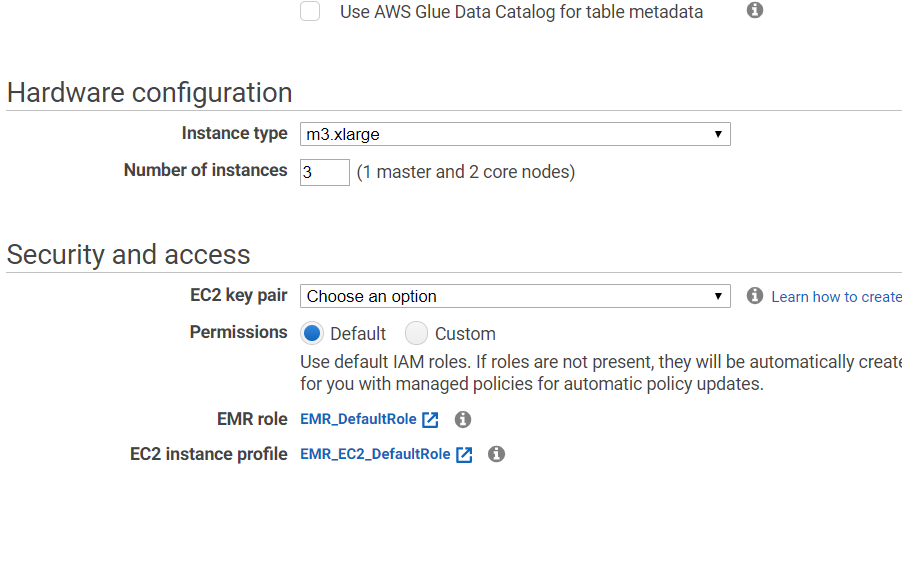 Use AWS Glue Data Catalog for table metadata
Hardware configuration
Instance type m3.xlarge
Number of instances 3 (1 master and 2 core nodes)
Security and access
EC2 key pair Choose an option Learn how to create
Permissions Default Custom
Use default IAM roles. If roles are not present, they will be automatically create
for you with managed policies for automatic policy updates.
EMR role EMR_DefaultRole
EC2 instance profile EMR_EC2_DefaultRole